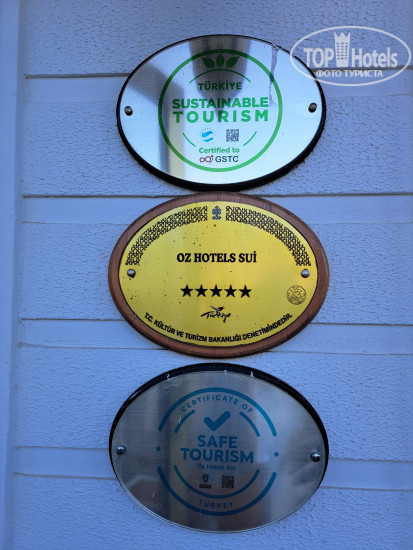 TOP Hotels
ФОТО ТУРИСТА
TÜRKİYE
SUSTAINABLE
TOURISM
Certified to
GSTC
OZ HOTELS SUİ
★★★★★
Türkiye
T.C. KÜLTÜR VE TURİZM BAKANLIĞI DENETİMİNDEDİR.
CERTIFICATE OF
SAFE
TOURISM
Oz Hotels Sui
TURKEY